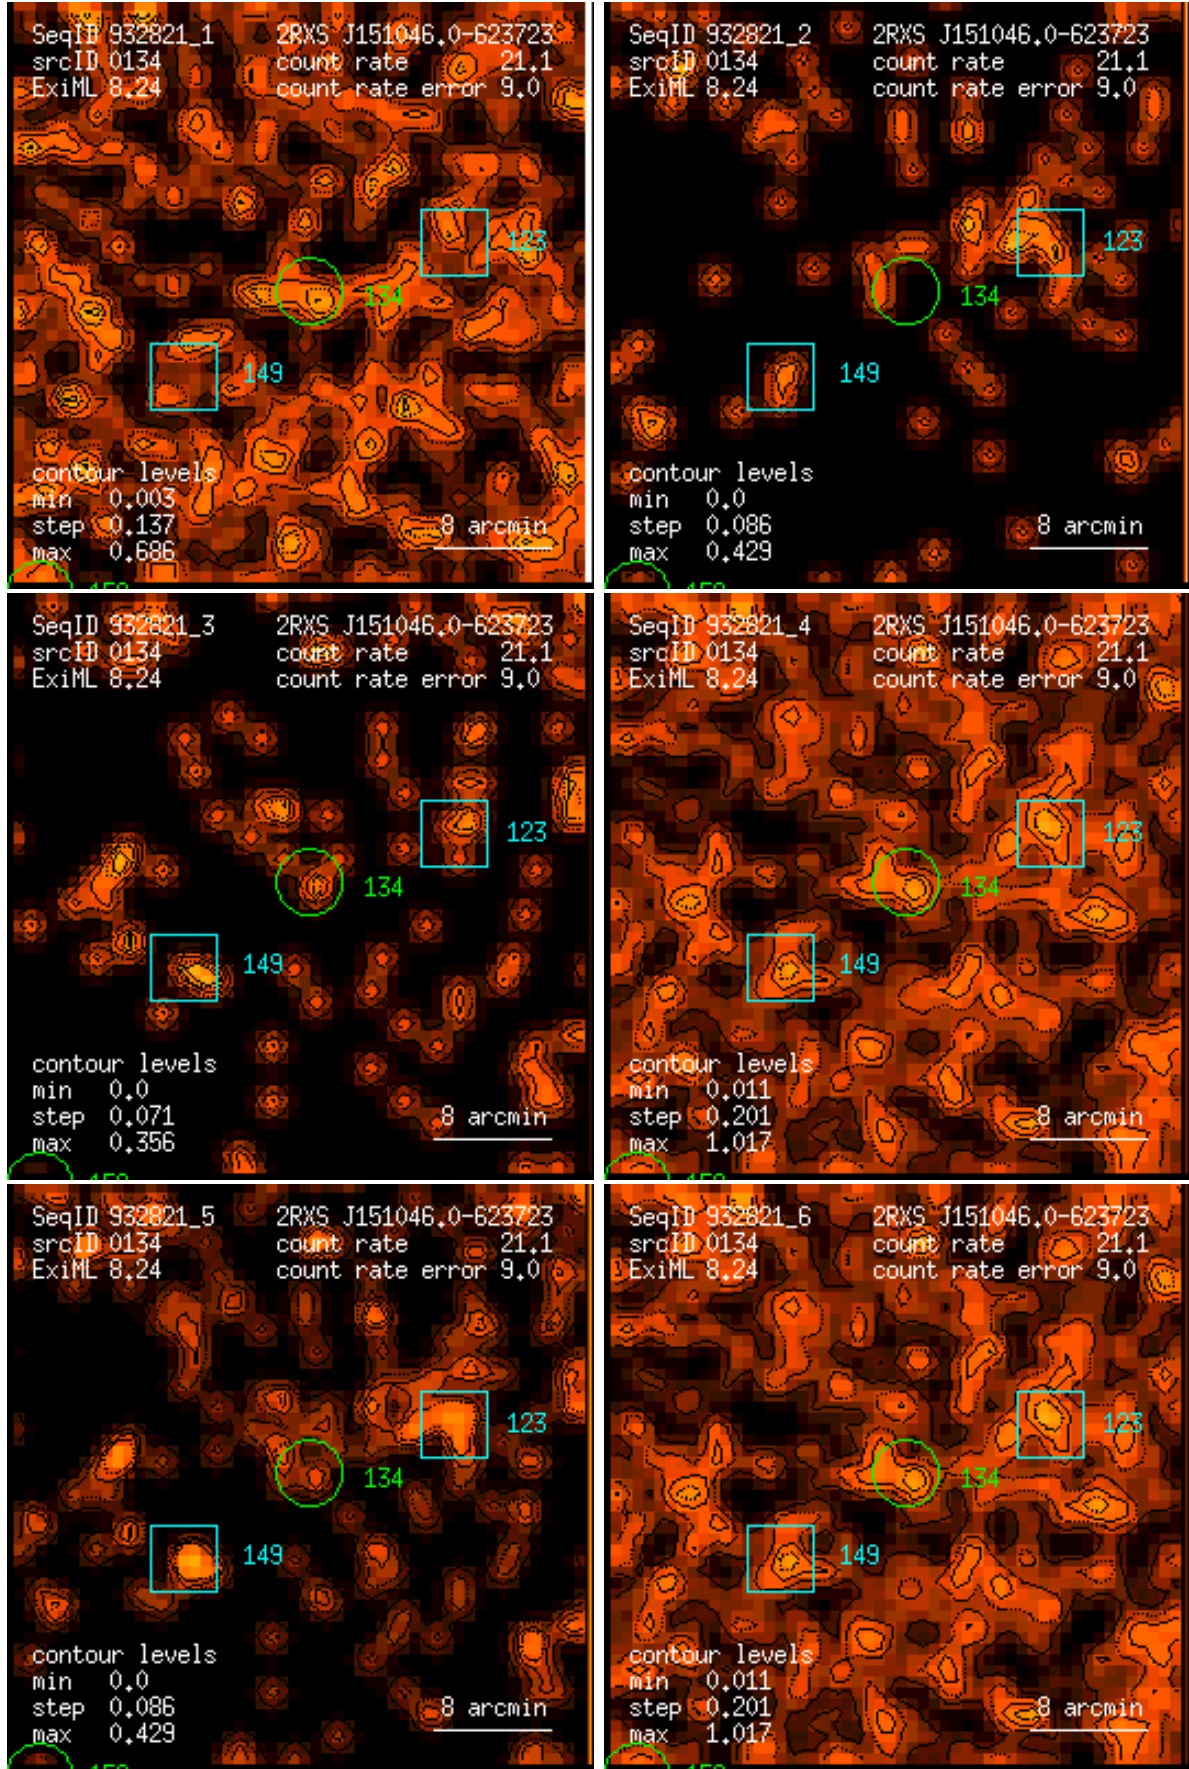 SeqID 932821_1 2RXS J151046.0-623723
srcID 0134 count rate 21.1
ExiML 8.24 count rate error 9.0
123
134
149
contour levels
min 0.003
step 0.137
max 0.686
8 arcmin
SeqID 932821_2 2RXS J151046.0-623723
srcID 0134 count rate 21.1
ExiML 8.24 count rate error 9.0
123
134
149
contour levels
min 0.0
step 0.086
max 0.429
8 arcmin
SeqID 932821_3 2RXS J151046.0-623723
srcID 0134 count rate 21.1
ExiML 8.24 count rate error 9.0
123
134
149
contour levels
min 0.0
step 0.071
max 0.356
8 arcmin
SeqID 932821_4 2RXS J151046.0-623723
srcID 0134 count rate 21.1
ExiML 8.24 count rate error 9.0
123
134
149
contour levels
min 0.011
step 0.201
max 1.017
8 arcmin
SeqID 932821_5 2RXS J151046.0-623723
srcID 0134 count rate 21.1
ExiML 8.24 count rate error 9.0
123
134
149
contour levels
min 0.0
step 0.086
max 0.429
8 arcmin
SeqID 932821_6 2RXS J151046.0-623723
srcID 0134 count rate 21.1
ExiML 8.24 count rate error 9.0
123
134
149
contour levels
min 0.011
step 0.201
max 1.017
8 arcmin